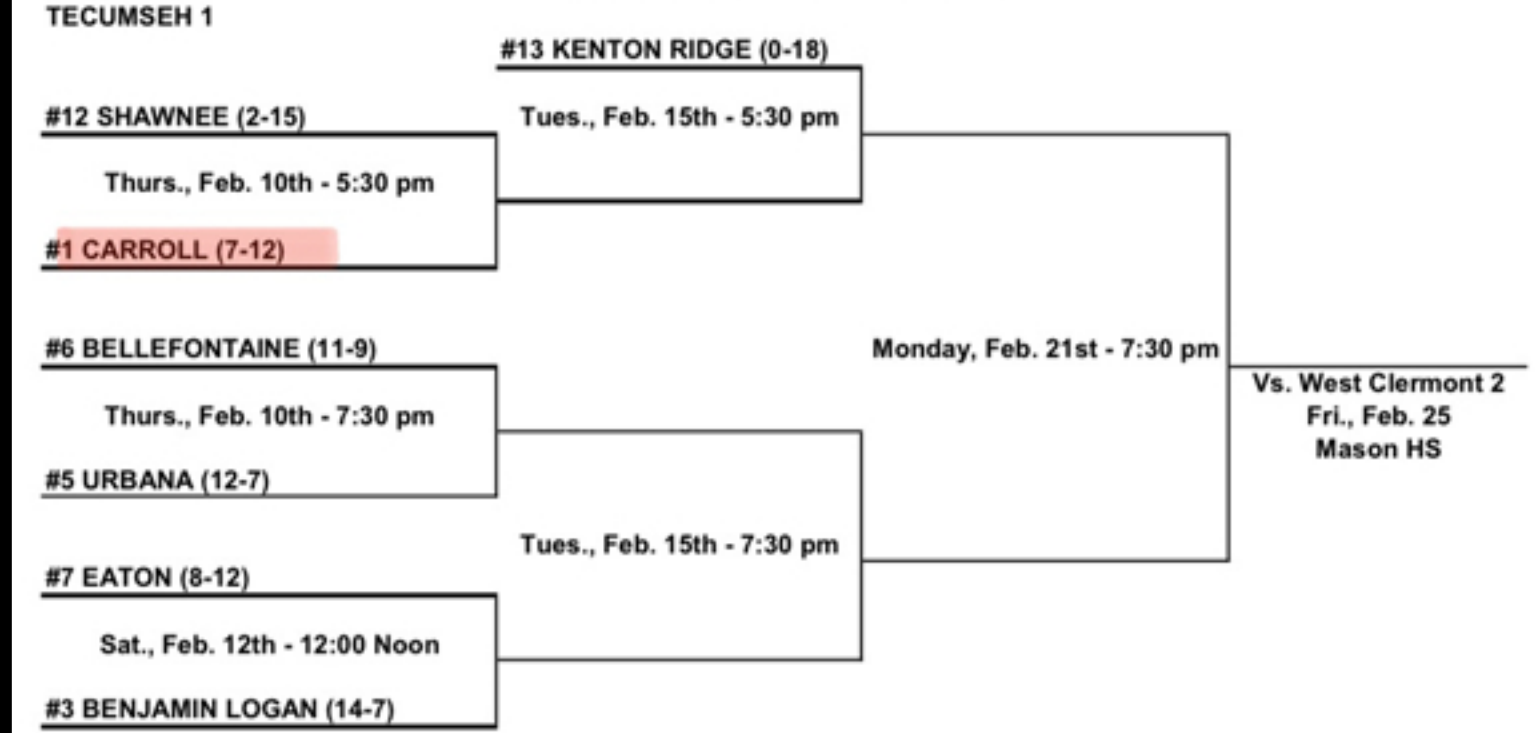 TECUMSEH 1
#13 KENTON RIDGE (0-18)
#12 SHAWNEE (2-15)
Tues., Feb. 15th - 5:30 pm
Thurs., Feb. 10th - 5:30 pm
#1 CARROLL (7-12)
#6 BELLEFONTAINE (11-9)
Monday, Feb. 21st - 7:30 pm
Vs. West Clermont 2
Thurs., Feb. 10th - 7:30 pm
Fri., Feb. 25
Mason HS
#5 URBANA (12-7)
Tues., Feb. 15th - 7:30 pm
#7 EATON (8-12)
Sat., Feb. 12th - 12:00 Noon
#3 BENJAMIN LOGAN (14-7)